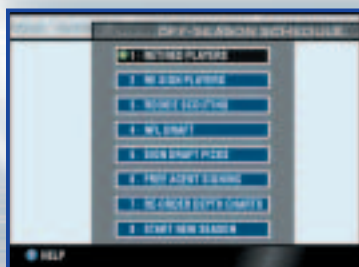 OFF-SEASON SCHEDULE
1 RETIRED PLAYERS
2 RE-SIGN PLAYERS
3 ROOKIE SCOUTING
4 NFL DRAFT
5 SIGN DRAFT PICKS
6 FREE AGENT SIGNING
7 RE-ORDER DEPTH CHARTS
8 START NEW SEASON
HELP